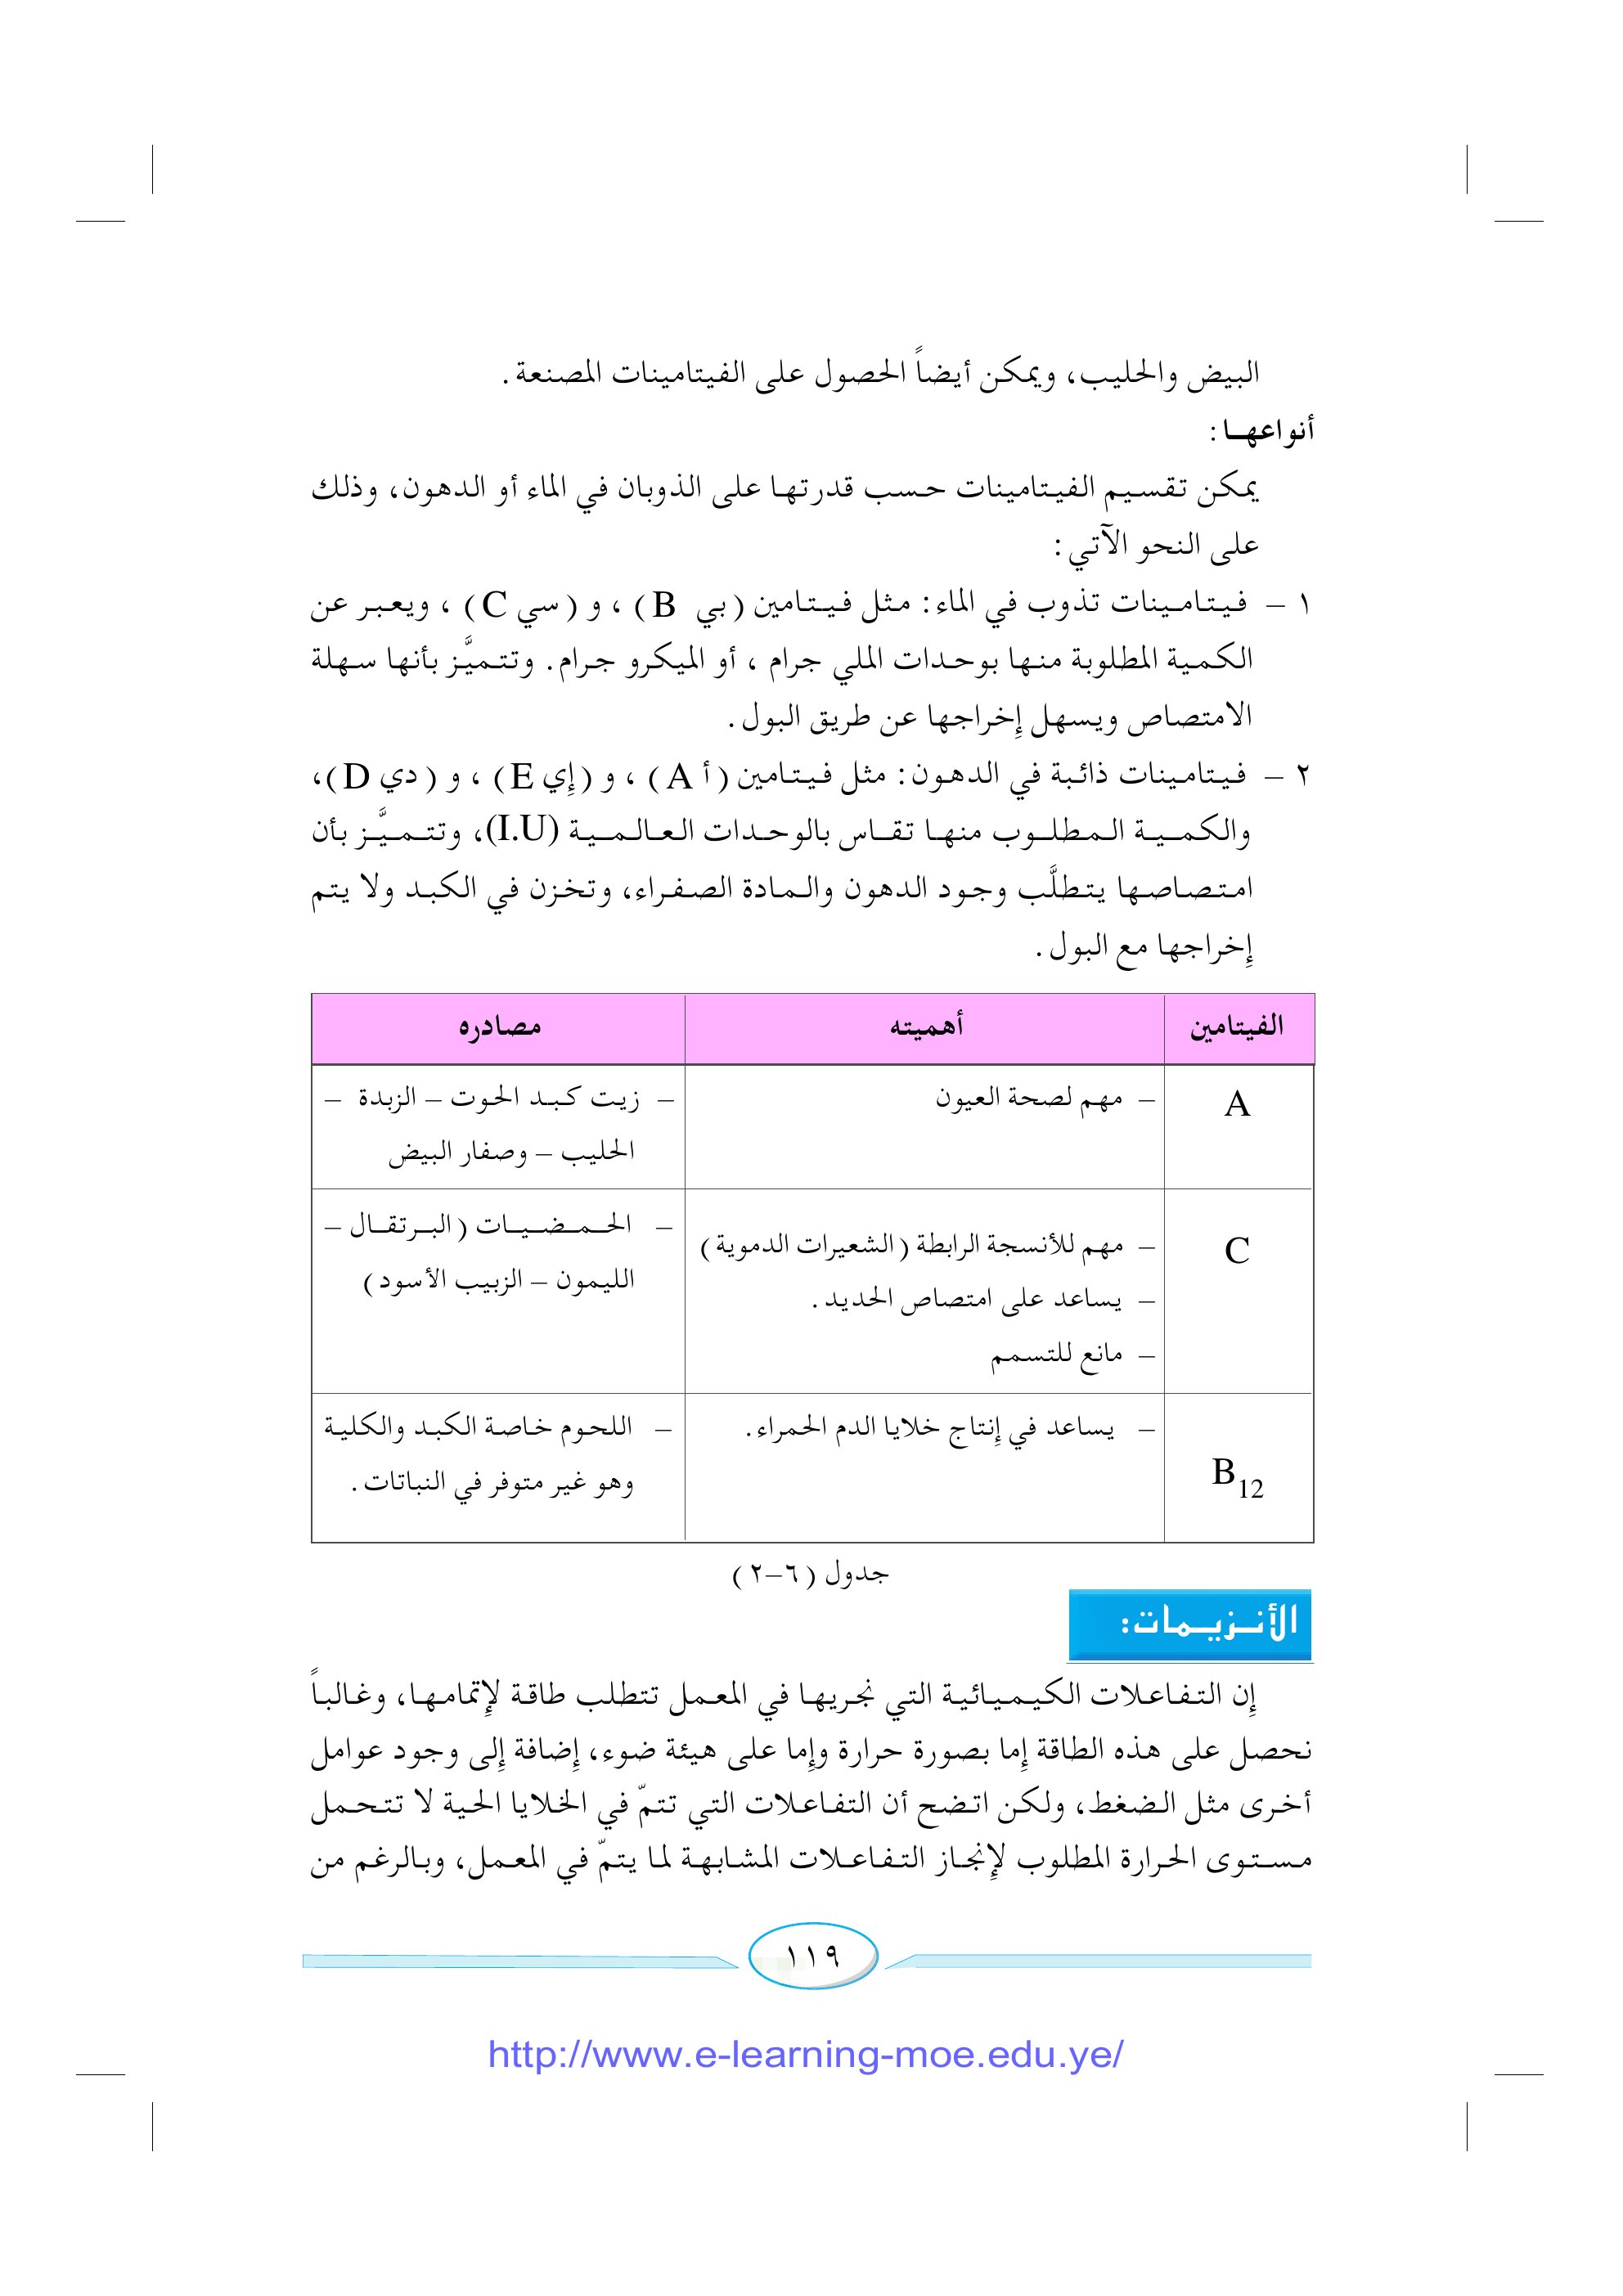 البيض والحليب، ويمكن أيضاً الحصول على الفيتامينات المصنعة.
أنواعهـا:
يمكن تقسيم الفيتامينات حسب قدرتها على الذوبان في الماء أو الدهون، وذلك
على النحو الآتي:
١ – فيتامينات تذوب في الماء: مثل فيتامين (بي B) ، و (سي C) ، ويعبر عن
الكمية المطلوبة منها بوحدات الملي جرام ، أو الميكرو جرام. وتتميَّز بأنها سهلة
الامتصاص ويسهل إخراجها عن طريق البول.
٢ – فيتامينات ذائبة في الدهون: مثل فيتامين (أ A) ، و (إي E) ، و (دي D)،
والكمية المطلوب منها تقاس بالوحدات العالمية (I.U)، وتتميَّز بأن
امتصاصها يتطلَّب وجود الدهون والمادة الصفراء، وتخزن في الكبد ولا يتم
إخراجها مع البول.
الفيتامين أهميته مصادره
A – مهم لصحة العيون – زيت كبد الحوت – الزبدة –
الحليب – وصفار البيض
C – مهم للأنسجة الرابطة (الشعيرات الدموية) – الحمضيات (البرتقال –
– يساعد على امتصاص الحديد. الليمون – الزبيب الأسود)
– مانع للتسمم
B12 – يساعد في إنتاج خلايا الدم الحمراء. – اللحوم خاصة الكبد والكلية
وهو غير متوفر في النباتات.
جدول (٦–٢)
الأنـزيـمات:
إن التفاعلات الكيميائية التي نجريها في المعمل تتطلب طاقة لإتمامها، وغالباً
نحصل على هذه الطاقة إما بصورة حرارة وإما على هيئة ضوء، إضافة إلى وجود عوامل
أخرى مثل الضغط، ولكن اتضح أن التفاعلات التي تتمّ في الخلايا الحية لا تتحمل
مستوى الحرارة المطلوب لإنجاز التفاعلات المشابهة لما يتمّ في المعمل، وبالرغم من
١١٩
http://www.e-learning-moe.edu.ye/